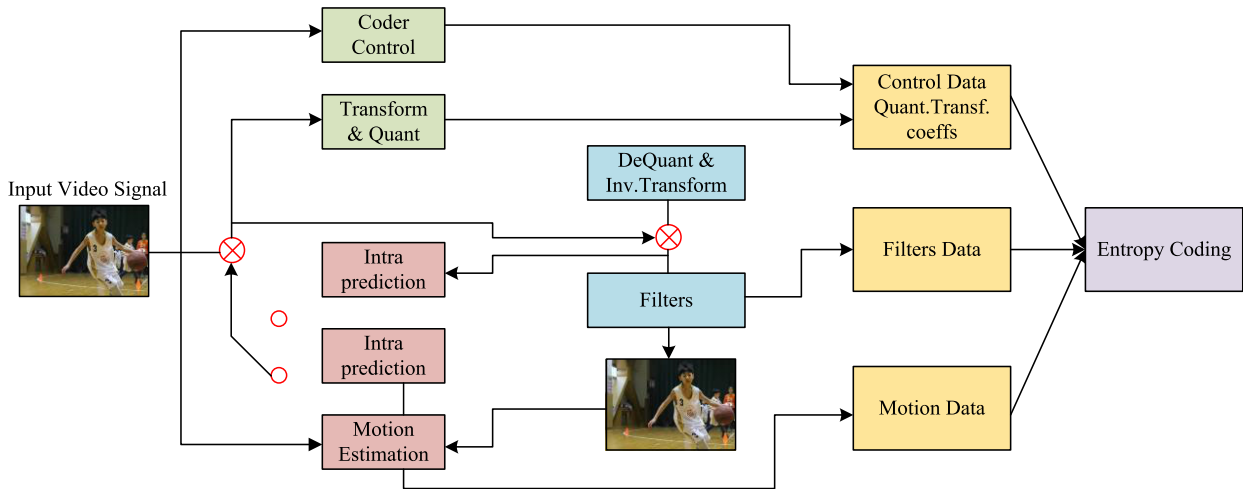 Coder
Control
Transform
& Quant
Input Video Signal
Control Data
Quant.Transf.
coeffs
DeQuant &
Inv.Transform
Intra
prediction
Filters
Filters Data
Entropy Coding
Intra
prediction
Motion
Estimation
Motion Data